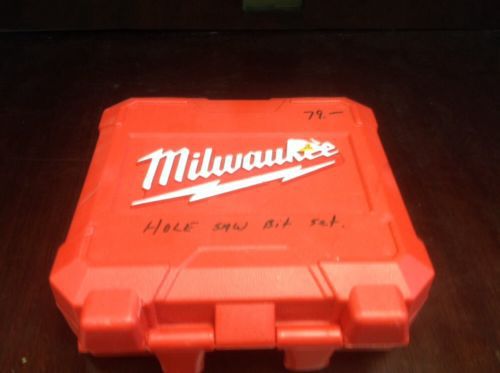 79.—
Milwaukee
HOLE SAW Bit Set.